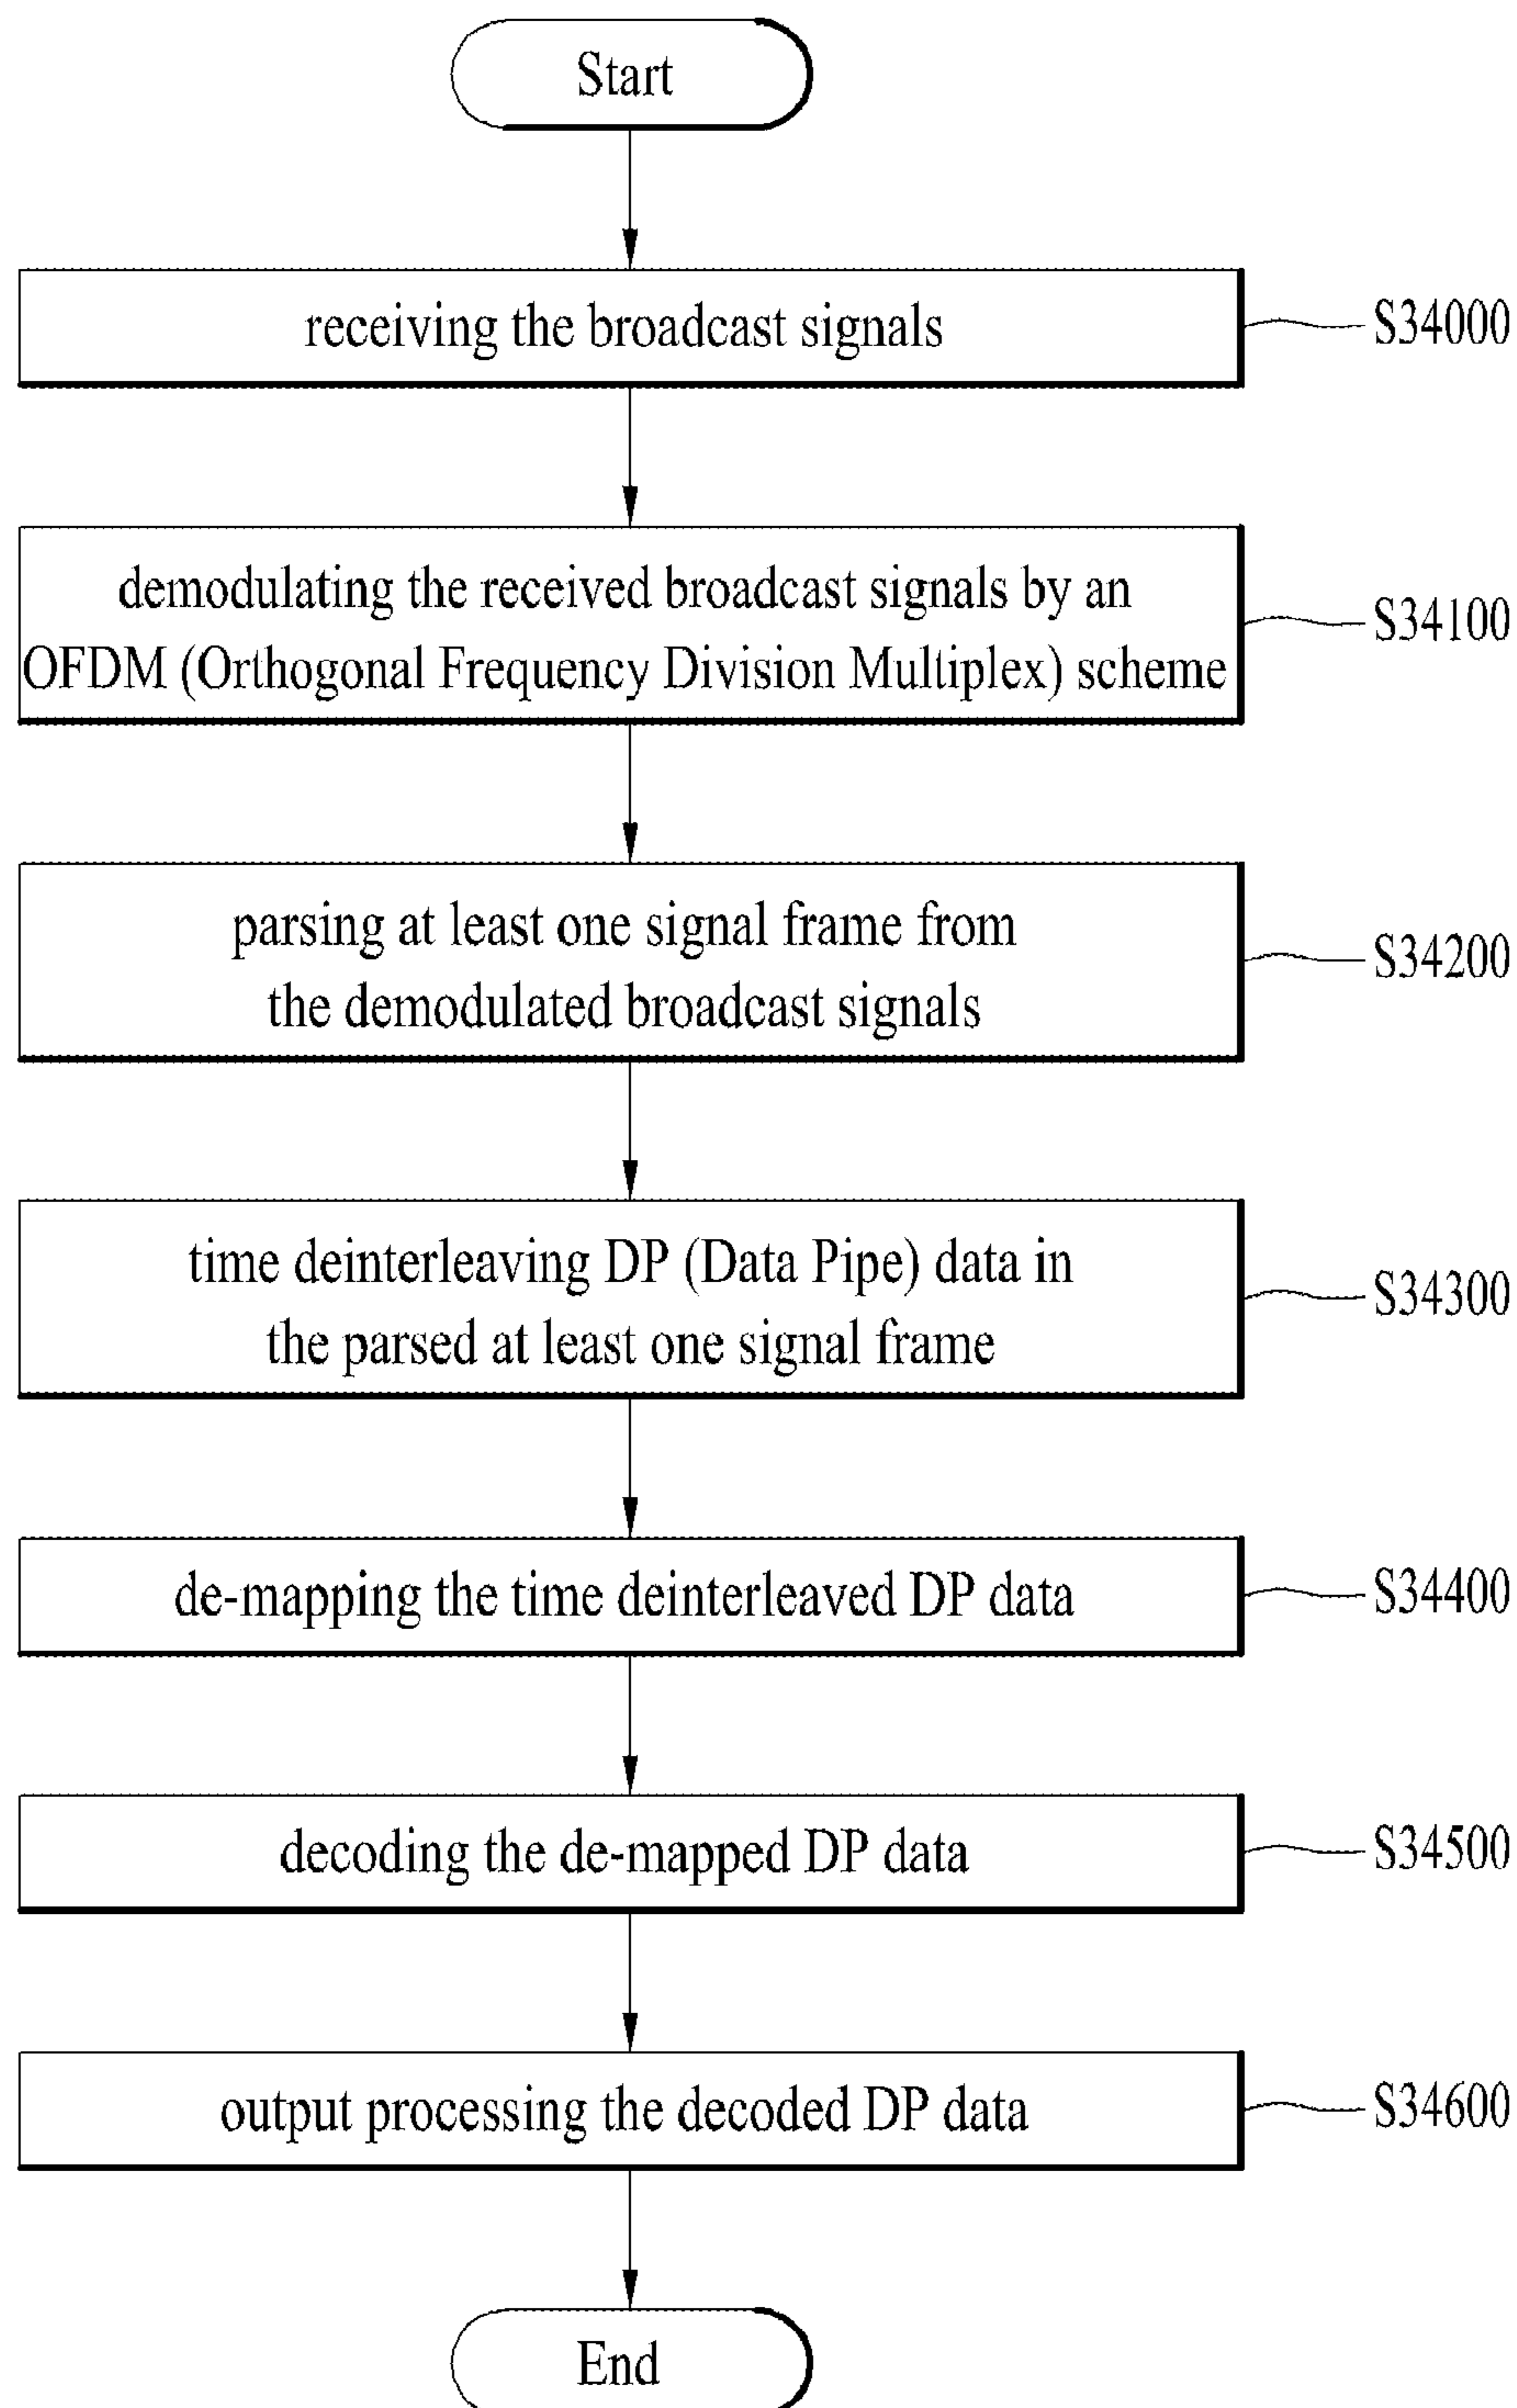 Start
receiving the broadcast signals
S34000
demodulating the received broadcast signals by an
OFDM (Orthogonal Frequency Division Multiplex) scheme
S34100
parsing at least one signal frame from
the demodulated broadcast signals
S34200
time deinterleaving DP (Data Pipe) data in
the parsed at least one signal frame
S34300
de-mapping the time deinterleaved DP data
S34400
decoding the de-mapped DP data
S34500
output processing the decoded DP data
S34600
End